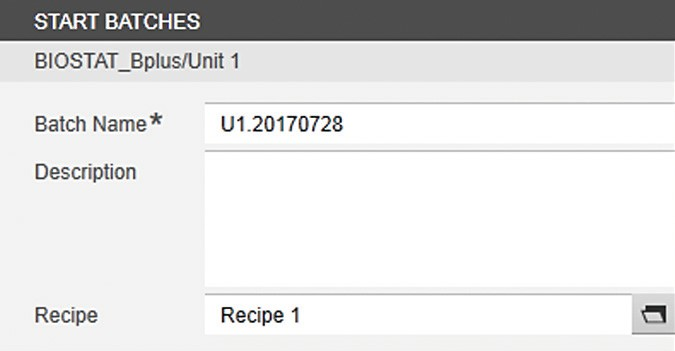 START BATCHES
BIOSTAT_Bplus/Unit 1
Batch Name* U1.20170728
Description
Recipe Recipe 1